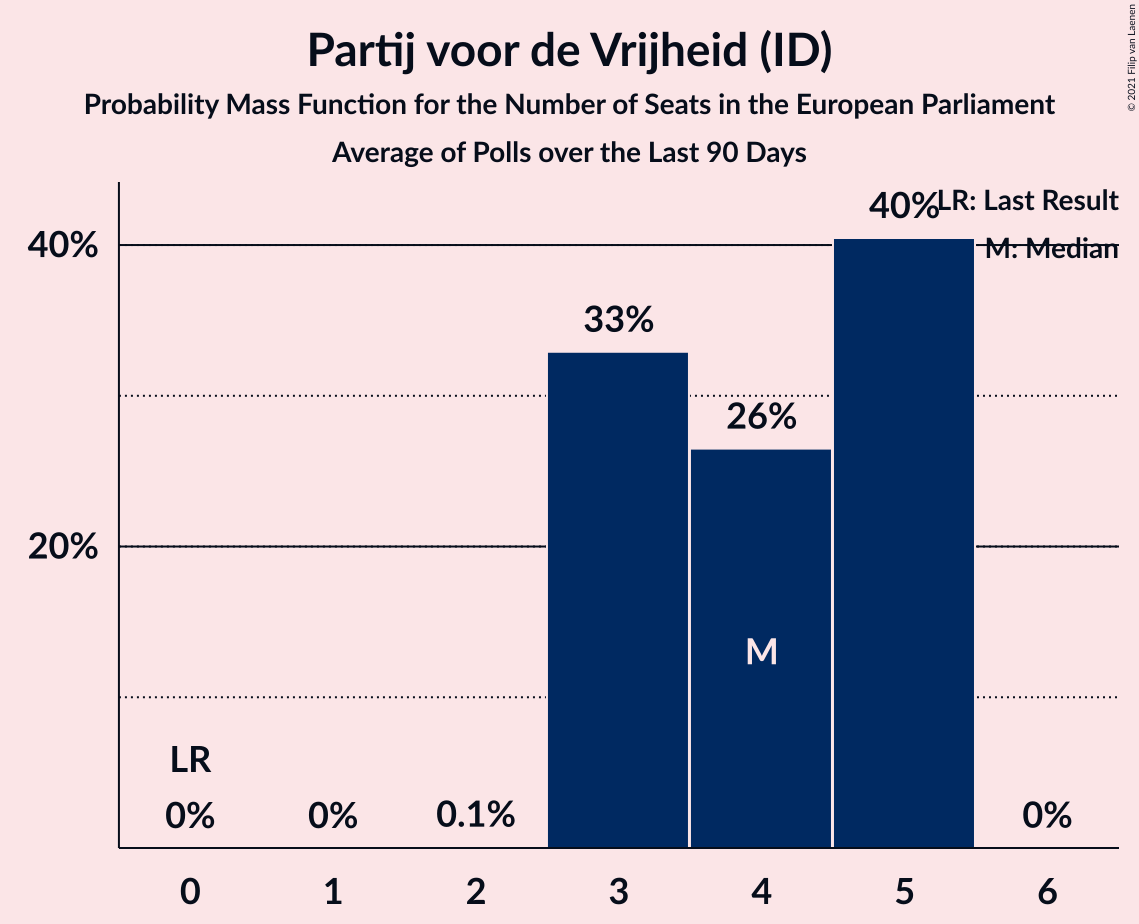 Partij voor de Vrijheid (ID)
Probability Mass Function for the Number of Seats in the European Parliament
Average of Polls over the Last 90 Days
© 2021 Filip van Laenen
LR: Last Result
M: Median
40%
20%
40%
33%
26%
M
LR
0%
0%
0.1%
0%
0
1
2
3
4
5
6